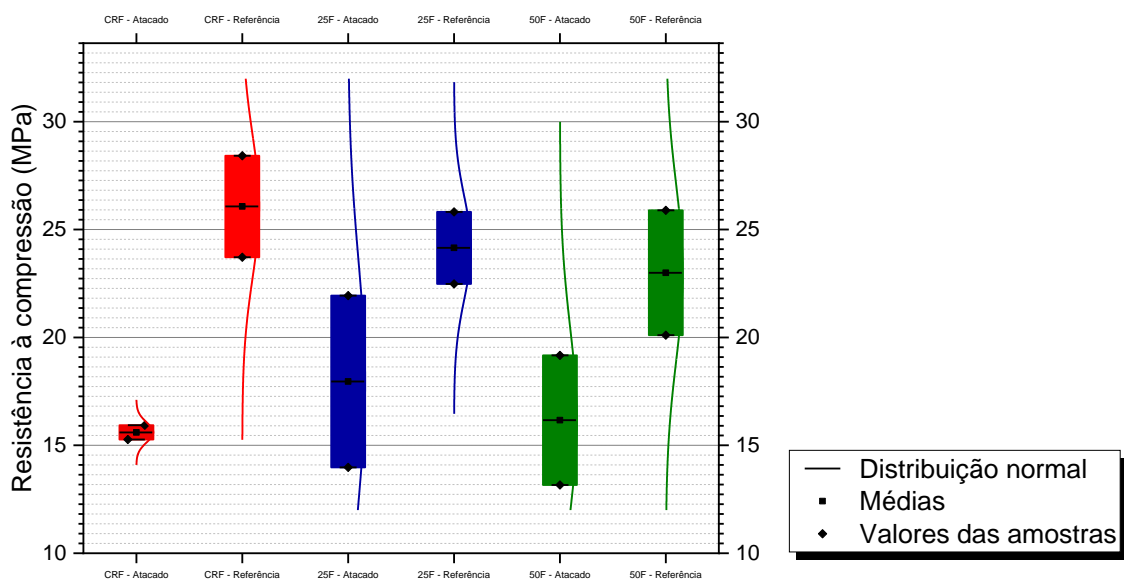 CRF - Atacado CRF - Referência 25F - Atacado 25F - Referência 50F - Atacado 50F - Referência
Resistência à compressão (MPa)
30 30
25 25
20 20
15 15
10 10
CRF - Atacado CRF - Referência 25F - Atacado 25F - Referência 50F - Atacado 50F - Referência
Distribuição normal
Médias
Valores das amostras